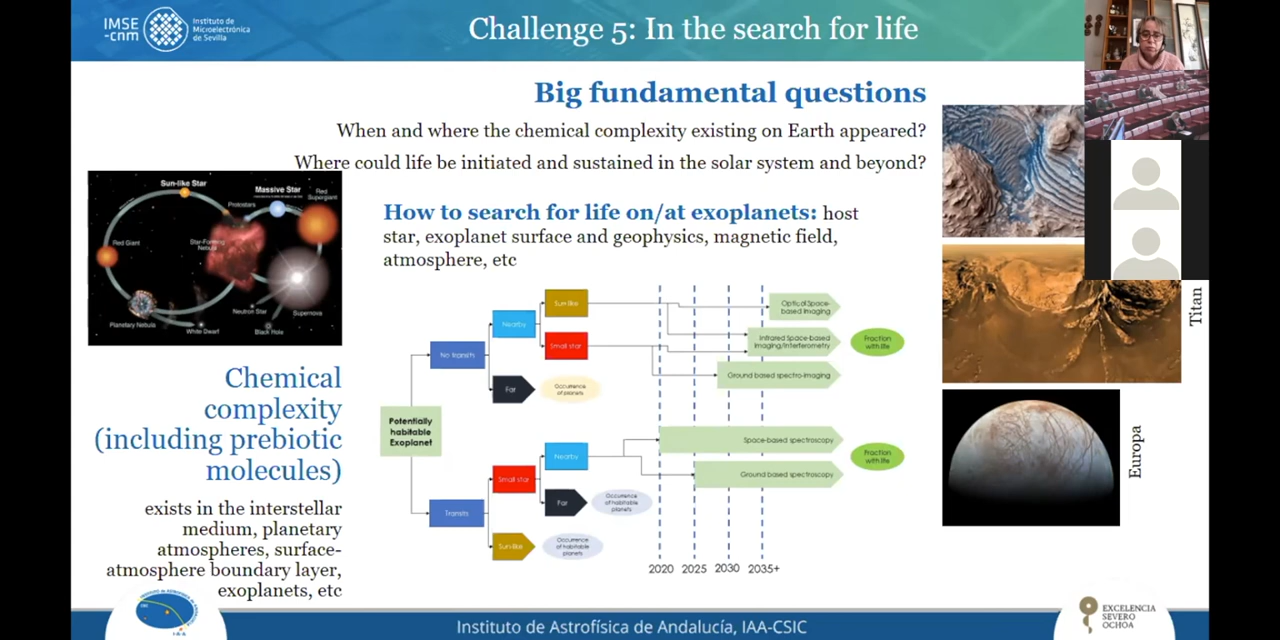 IMSE
-cnm
Instituto de
Microelectrónica
de Sevilla
Challenge 5: In the search for life
Big fundamental questions
When and where the chemical complexity existing on Earth appeared?
Where could life be initiated and sustained in the solar system and beyond?
Sun-like Star
Massive Star
Red
Supergiant
Protostars
Red Giant
Star-Forming
Nebula
Planetary Nebula
White Dwarf
Neutron Star
Supernova
Black Hole
How to search for life on/at exoplanets: host
star, exoplanet surface and geophysics, magnetic field,
atmosphere, etc
Sun-like
Optical Space-
based imaging
Nearby
Small star
Infrared Space-based
imaging/interferometry
Fraction
with life
No transits
Ground based spectro-imaging
Far
Occurrence
of planets
Potentially
habitable
Exoplanet
Space-based spectroscopy
Nearby
Fraction
with life
Small star
Ground based spectroscopy
Far
Occurrence
of habitable
planets
Transits
Sun-like
Occurrence
of habitable
planets
2020 2025 2030 2035+
Titan
Europa
Chemical
complexity
(including prebiotic
molecules)
exists in the interstellar
medium, planetary
atmospheres, surface-
atmosphere boundary layer,
exoplanets, etc
I-A-A
Instituto de Astrofísica de Andalucía, IAA-CSIC
EXCELENCIA
SEVERO
OCHOA